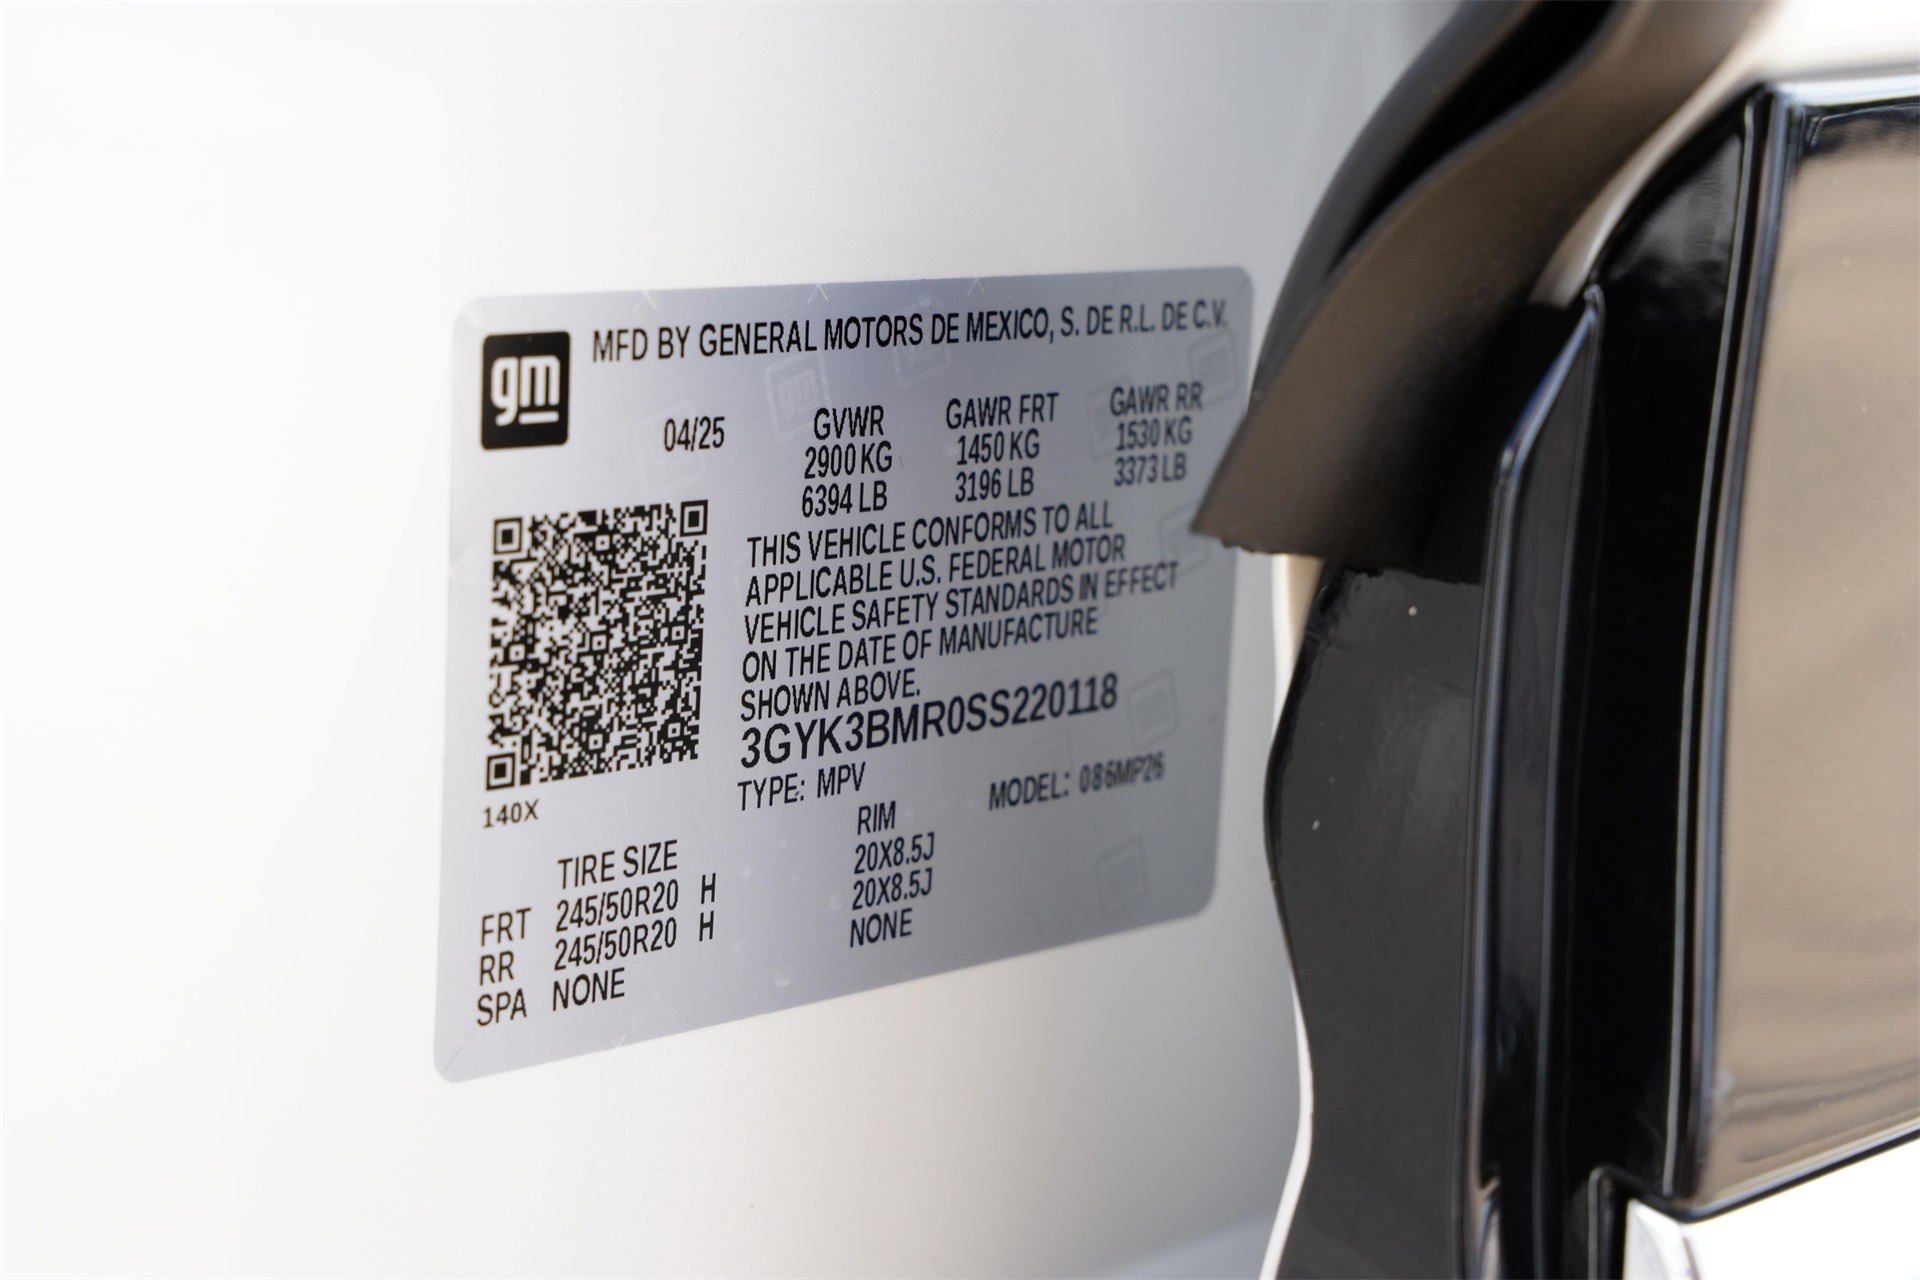 gm
MFD BY GENERAL MOTORS DE MEXICO, S. DE R.L. DE C.V.
04/25 GVWR GAWR FRT GAWR RR
2900 KG 1450 KG 1530 KG
6394 LB 3196 LB 3373 LB
THIS VEHICLE CONFORMS TO ALL
APPLICABLE U.S. FEDERAL MOTOR
VEHICLE SAFETY STANDARDS IN EFFECT
ON THE DATE OF MANUFACTURE
SHOWN ABOVE.
3GYK3BMR0SS220118
TYPE: MPV MODEL: 086MP26
140X
TIRE SIZE RIM
FRT 245/50R20 H 20X8.5J
RR 245/50R20 H 20X8.5J
SPA NONE NONE